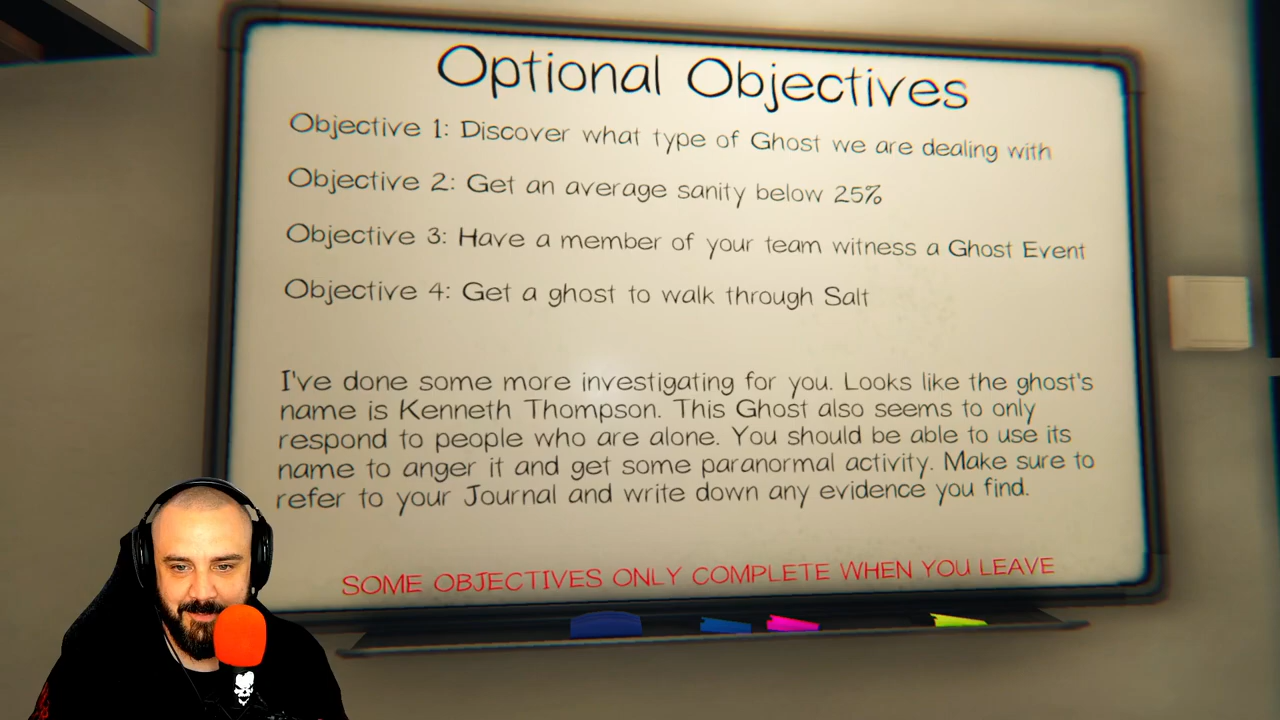 Optional Objectives
Objective 1: Discover what type of Ghost we are dealing with
Objective 2: Get an average sanity below 25%
Objective 3: Have a member of your team witness a Ghost Event
Objective 4: Get a ghost to walk through Salt
I've done some more investigating for you. Looks like the ghost's
name is Kenneth Thompson. This Ghost also seems to only
respond to people who are alone. You should be able to use its
name to anger it and get some paranormal activity. Make sure to
refer to your Journal and write down any evidence you find.
SOME OBJECTIVES ONLY COMPLETE WHEN YOU LEAVE